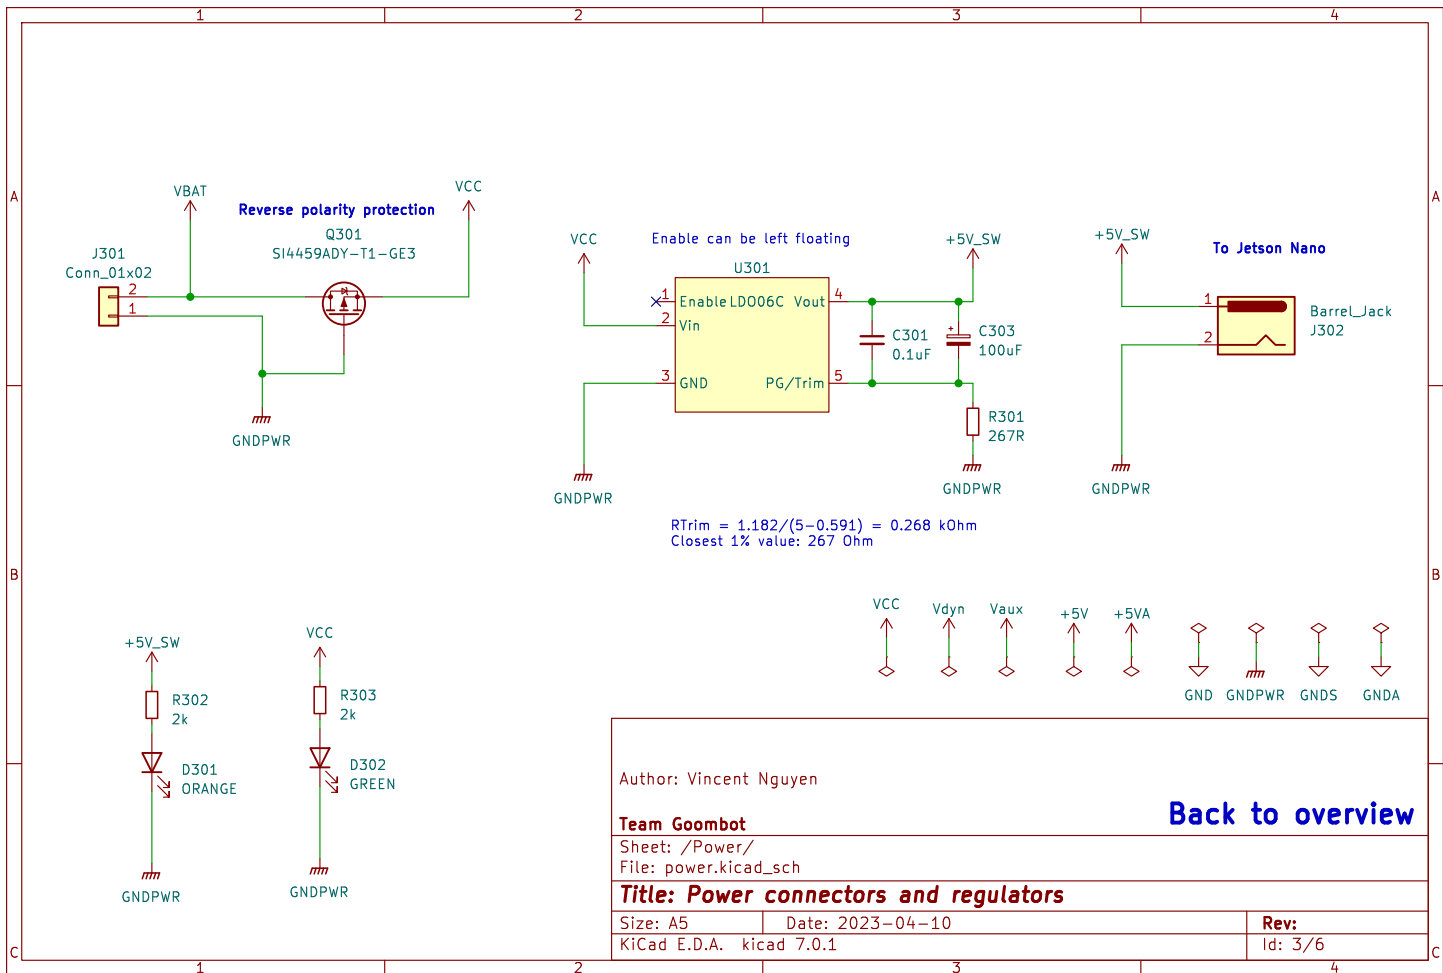 1 2 3 4
A A
VBAT
VCC
Reverse polarity protection
Q301
SI4459ADY-T1-GE3
J301
Conn_01x02
2
1
GNDPWR
VCC
Enable can be left floating
+5V_SW
U301
1 Enable LDO06C Vout 4
2 Vin
3 GND PG/Trim 5
C301
0.1uF
+
C303
100uF
R301
267R
GNDPWR
GNDPWR
+5V_SW
To Jetson Nano
1
2
Barrel_Jack
J302
GNDPWR
RTrim = 1.182/(5-0.591) = 0.268 kOhm
Closest 1% value: 267 Ohm
B B
+5V_SW
R302
2k
D301
ORANGE
GNDPWR
VCC
R303
2k
D302
GREEN
GNDPWR
VCC Vdyn Vaux +5V +5VA
GND GNDPWR GNDS GNDA
Author: Vincent Nguyen
Back to overview
Team Goombot
Sheet: /Power/
File: power.kicad_sch
Title: Power connectors and regulators
Size: A5 Date: 2023-04-10 Rev:
KiCad E.D.A. kicad 7.0.1 Id: 3/6
C C
1 2 3 4